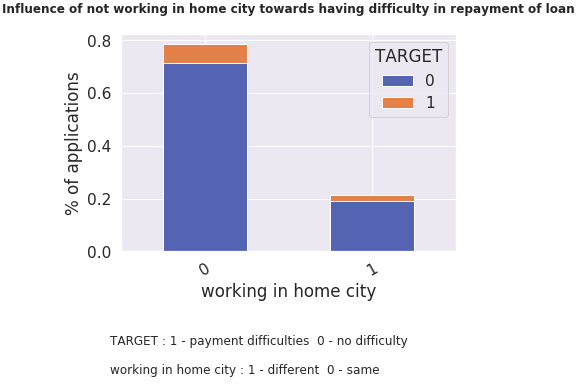 Influence of not working in home city towards having difficulty in repayment of loan
0.8
0.6
0.4
0.2
0.0
% of applications
TARGET
0
1
0
1
working in home city
TARGET : 1 - payment difficulties  0 - no difficulty
working in home city : 1 - different  0 - same